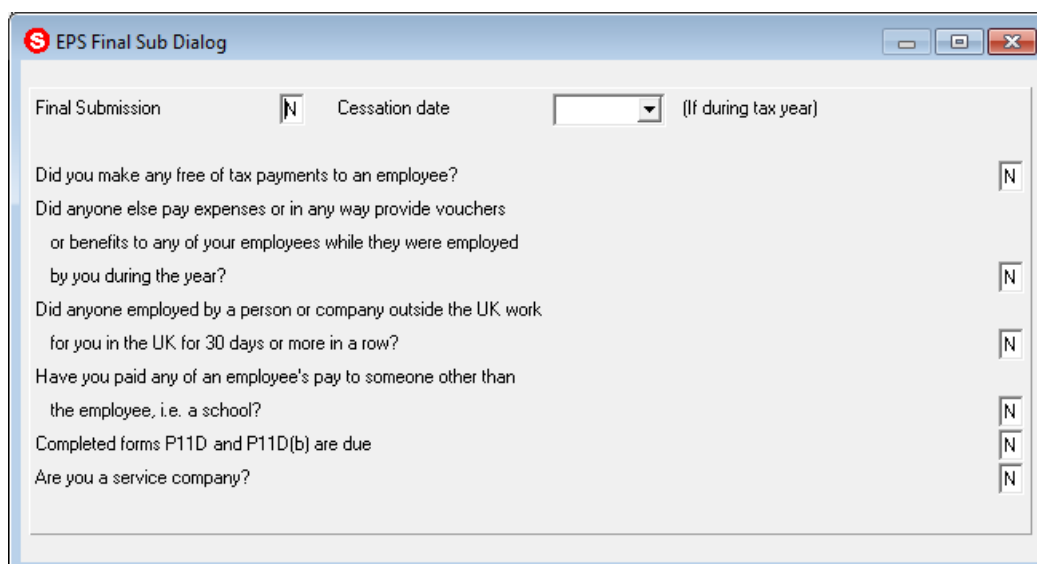 S EPS Final Sub Dialog
Final Submission N Cessation date (If during tax year)
Did you make any free of tax payments to an employee? N
Did anyone else pay expenses or in any way provide vouchers
or benefits to any of your employees while they were employed
by you during the year? N
Did anyone employed by a person or company outside the UK work
for you in the UK for 30 days or more in a row? N
Have you paid any of an employee's pay to someone other than
the employee, i.e. a school? N
Completed forms P11D and P11D(b) are due N
Are you a service company? N